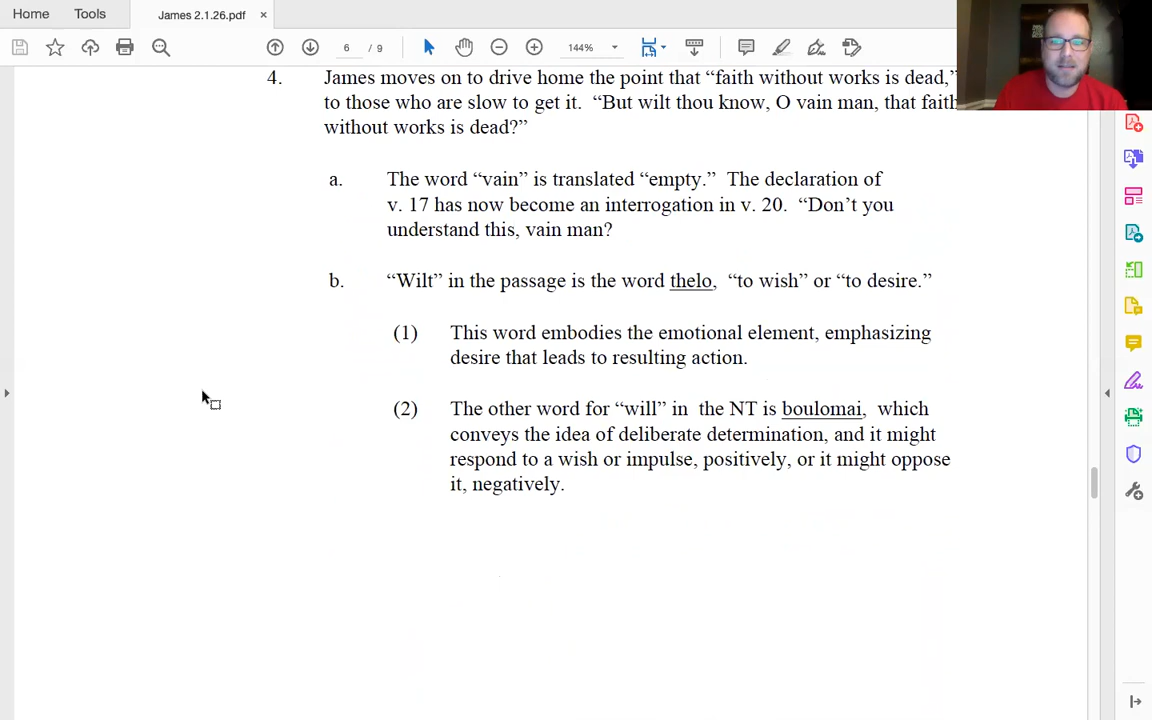 Home
Tools
James 2.1.26.pdf
×
6 / 9
144%
4. James moves on to drive home the point that “faith without works is dead,”
to those who are slow to get it. “But wilt thou know, O vain man, that faith
without works is dead?”
a. The word “vain” is translated “empty.” The declaration of
v. 17 has now become an interrogation in v. 20. “Don’t you
understand this, vain man?
b. “Wilt” in the passage is the word thelo, “to wish” or “to desire.”
(1) This word embodies the emotional element, emphasizing
desire that leads to resulting action.
(2) The other word for “will” in the NT is boulomai, which
conveys the idea of deliberate determination, and it might
respond to a wish or impulse, positively, or it might oppose
it, negatively.